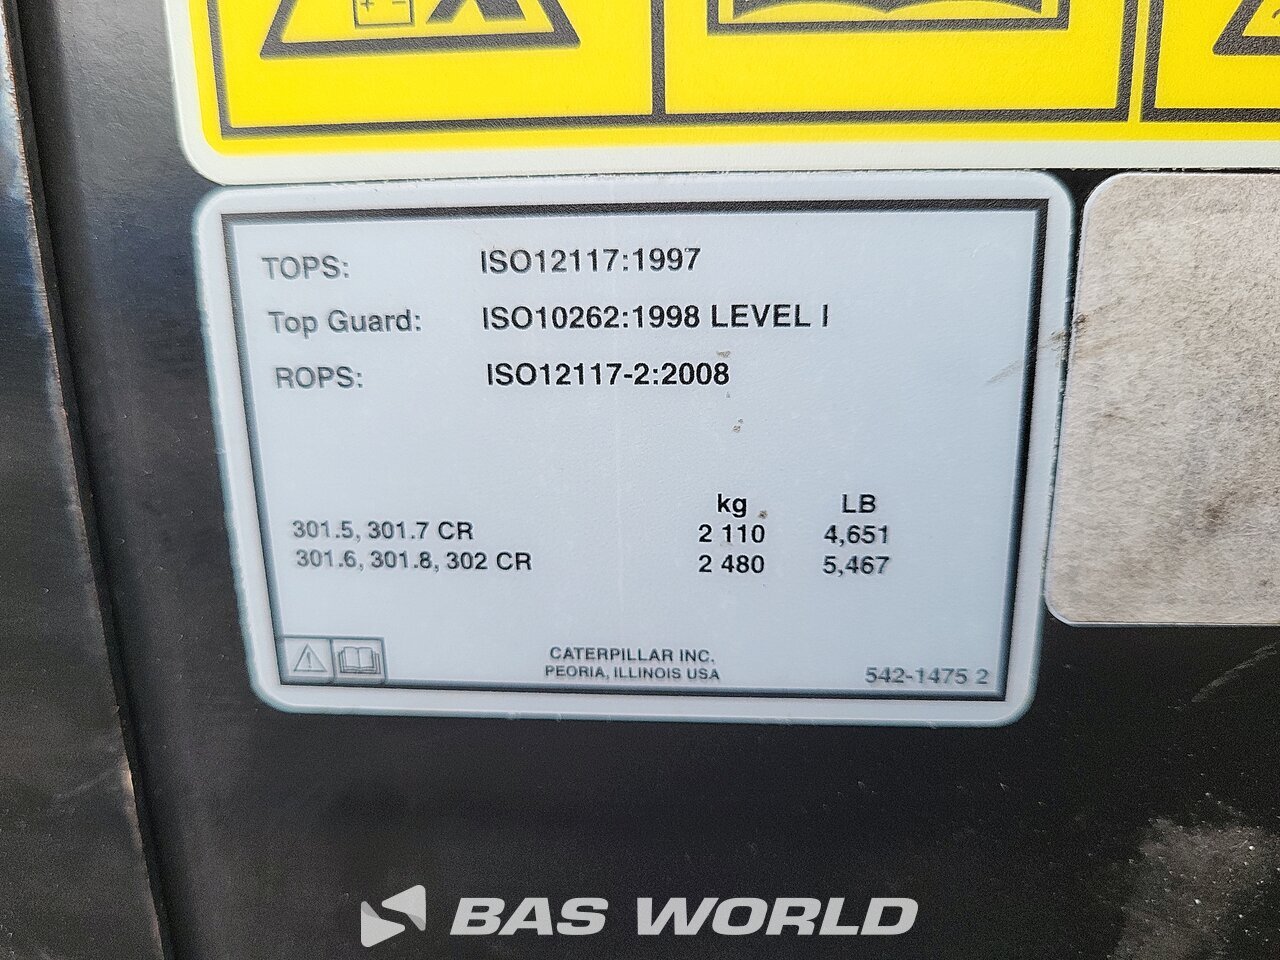 TOPS: ISO12117:1997
Top Guard: ISO10262:1998 LEVEL I
ROPS: ISO12117-2:2008
kg LB
301.5, 301.7 CR 2 110 4,651
301.6, 301.8, 302 CR 2 480 5,467
CATERPILLAR INC.
PEORIA, ILLINOIS USA
542-1475 2
BAS WORLD